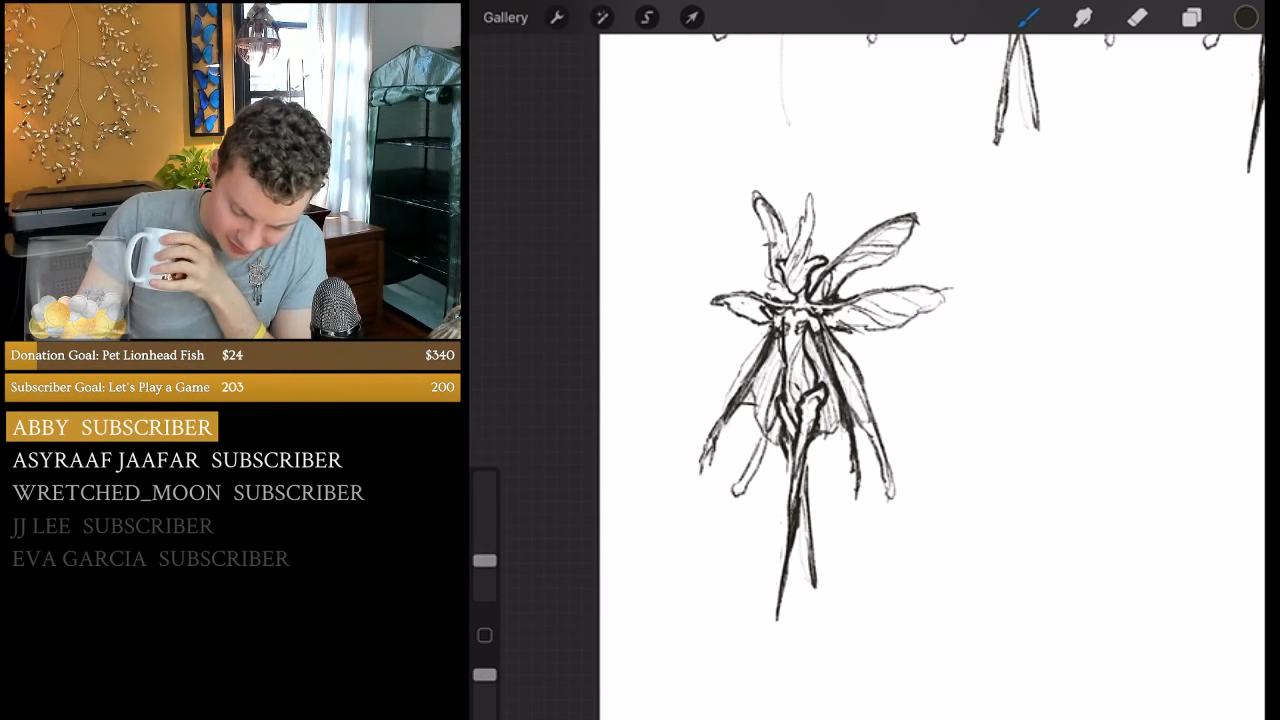 Gallery
Donation Goal: Pet Lionhead Fish $24 $340
Subscriber Goal: Let's Play a Game 203 200
ABBY SUBSCRIBER
ASYRAAF JAAFAR SUBSCRIBER
WRETCHED_MOON SUBSCRIBER
JJ LEE SUBSCRIBER
EVA GARCIA SUBSCRIBER